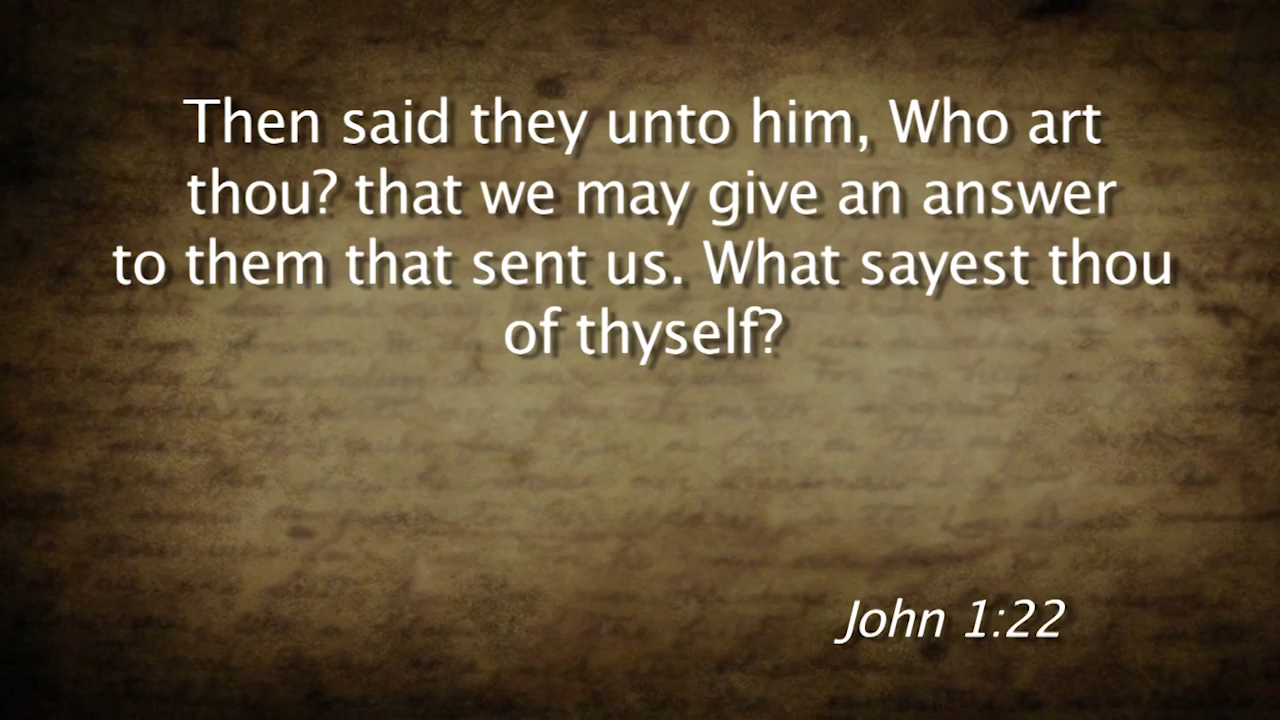 Then said they unto him, Who art
thou? that we may give an answer
to them that sent us. What sayest thou
of thyself?
John 1:22